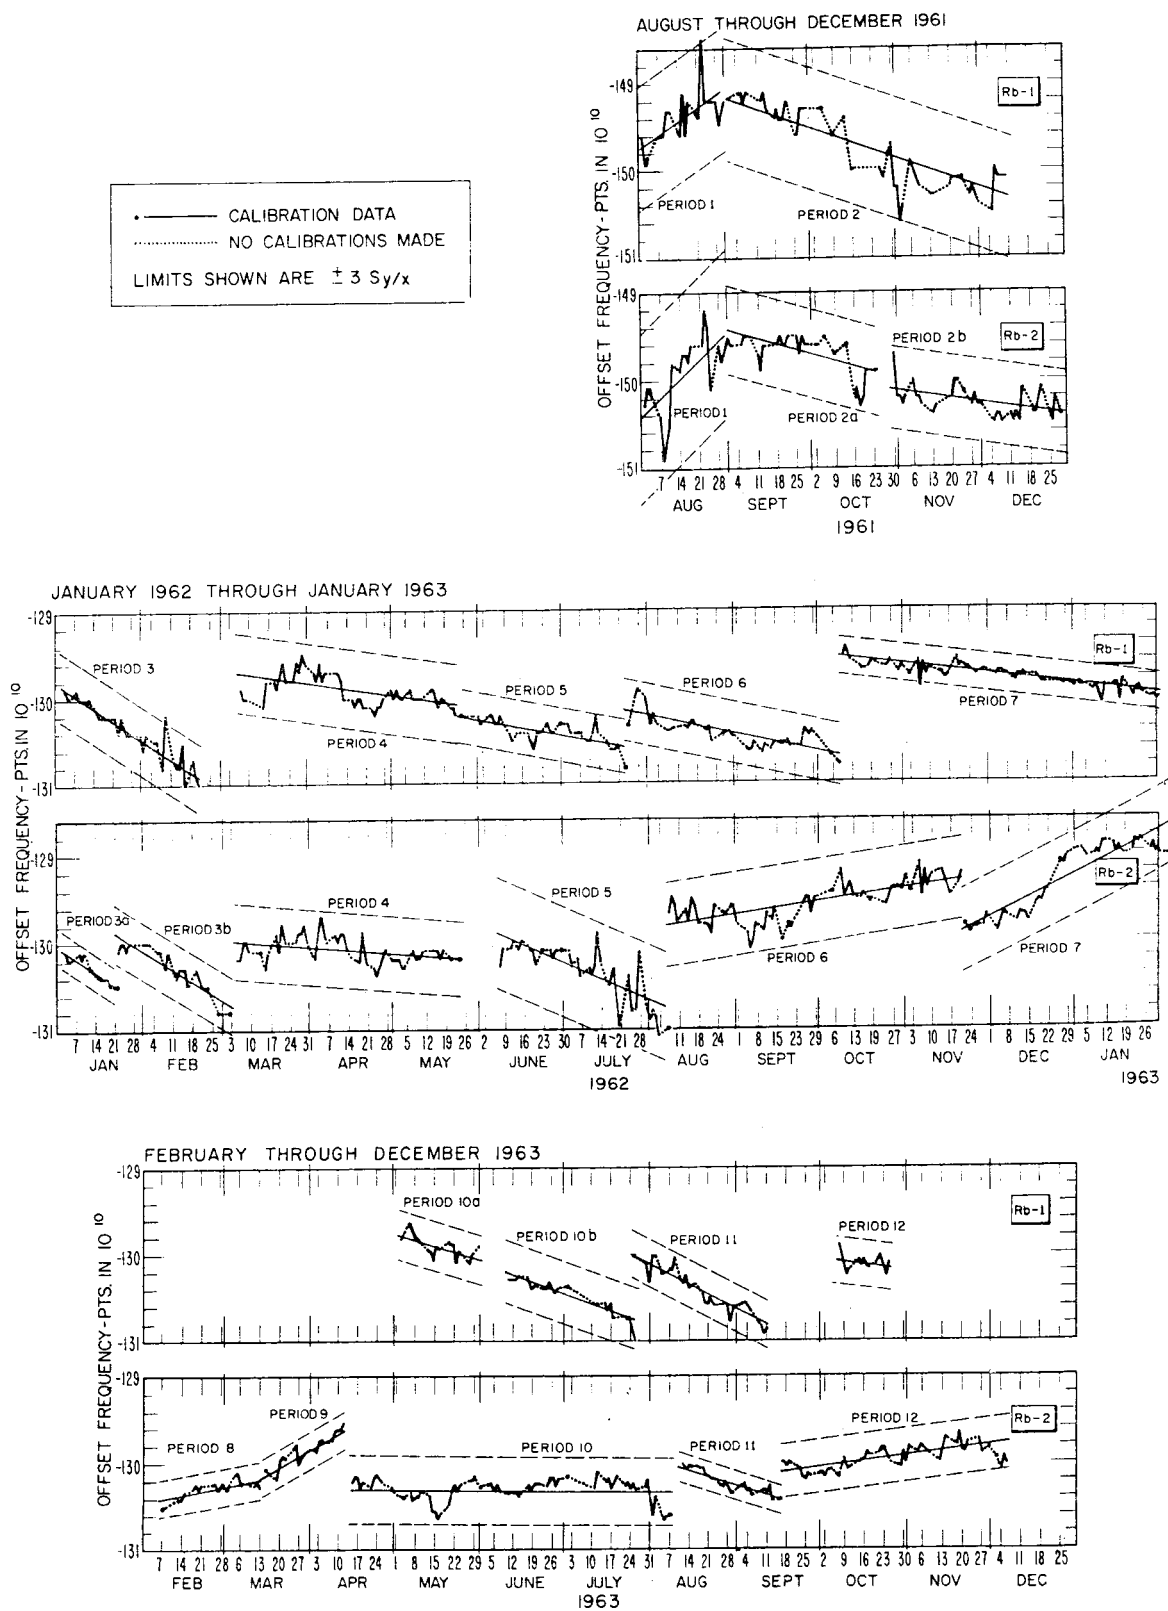 AUGUST THROUGH DECEMBER 1961
CALIBRATION DATA
NO CALIBRATIONS MADE
LIMITS SHOWN ARE ± 3 Sy/x
OFFSET FREQUENCY - PTS. IN 10 10
-149
-150
-151
Rb-1
PERIOD 1
PERIOD 2
-149
-150
-151
Rb-2
PERIOD 1
PERIOD 2a
PERIOD 2b
7 14 21 28 4 11 18 25 2 9 16 23 30 6 13 20 27 4 11 18 25
AUG SEPT OCT NOV DEC
1961
JANUARY 1962 THROUGH JANUARY 1963
OFFSET FREQUENCY - PTS. IN 10 10
-129
-130
-131
Rb-1
PERIOD 3
PERIOD 4
PERIOD 5
PERIOD 6
PERIOD 7
-129
-130
-131
Rb-2
PERIOD 3a
PERIOD 3b
PERIOD 4
PERIOD 5
PERIOD 6
PERIOD 7
7 14 21 28 4 11 18 25 3 10 17 24 31 7 14 21 28 5 12 19 26 2 9 16 23 30 7 14 21 28 4 11 18 25 1 8 15 22 29 6 13 20 27 3 10 17 24 1 8 15 22 29 5 12 19 26
JAN FEB MAR APR MAY JUNE JULY AUG SEPT OCT NOV DEC JAN
1962 1963
FEBRUARY THROUGH DECEMBER 1963
OFFSET FREQUENCY - PTS. IN 10 10
-129
-130
-131
Rb-1
PERIOD 10a
PERIOD 10b
PERIOD 11
PERIOD 12
-129
-130
-131
Rb-2
PERIOD 8
PERIOD 9
PERIOD 10
PERIOD 11
PERIOD 12
7 14 21 28 6 13 20 27 3 10 17 24 1 8 15 22 29 5 12 19 26 3 10 17 24 31 7 14 21 28 4 11 18 25 2 9 16 23 30 6 13 20 27 4 11 18 25
FEB MAR APR MAY JUNE JULY AUG SEPT OCT NOV DEC
1963